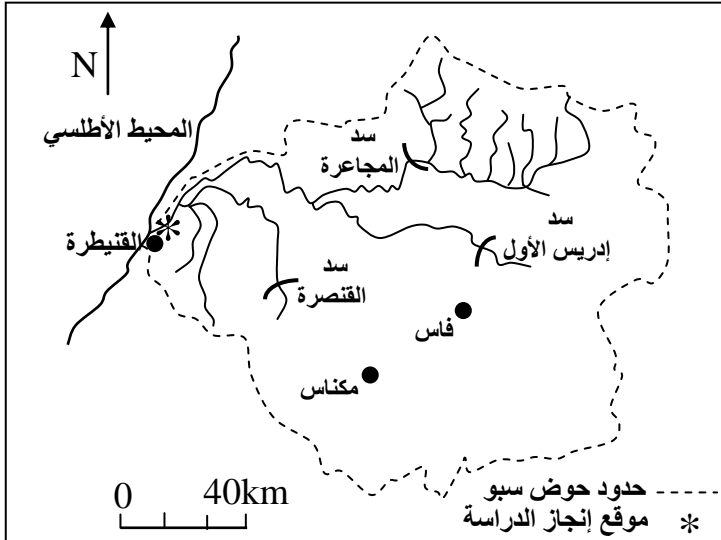 N
المحيط الأطلسي
سد
المجاعرة
سد
إدريس الأول
القنيطرة
سد
القنصرة
فاس
مكناس
0 40km
حدود حوض سبو
موقع إنجاز الدراسة